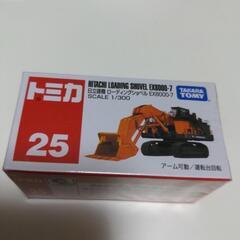 トミカ
HITACHI LOADING SHOVEL EX8000-7
日立建機 ローディングショベル EX8000-7
SCALE 1/300
TAKARA TOMY
25
アーム可動/運転台回転